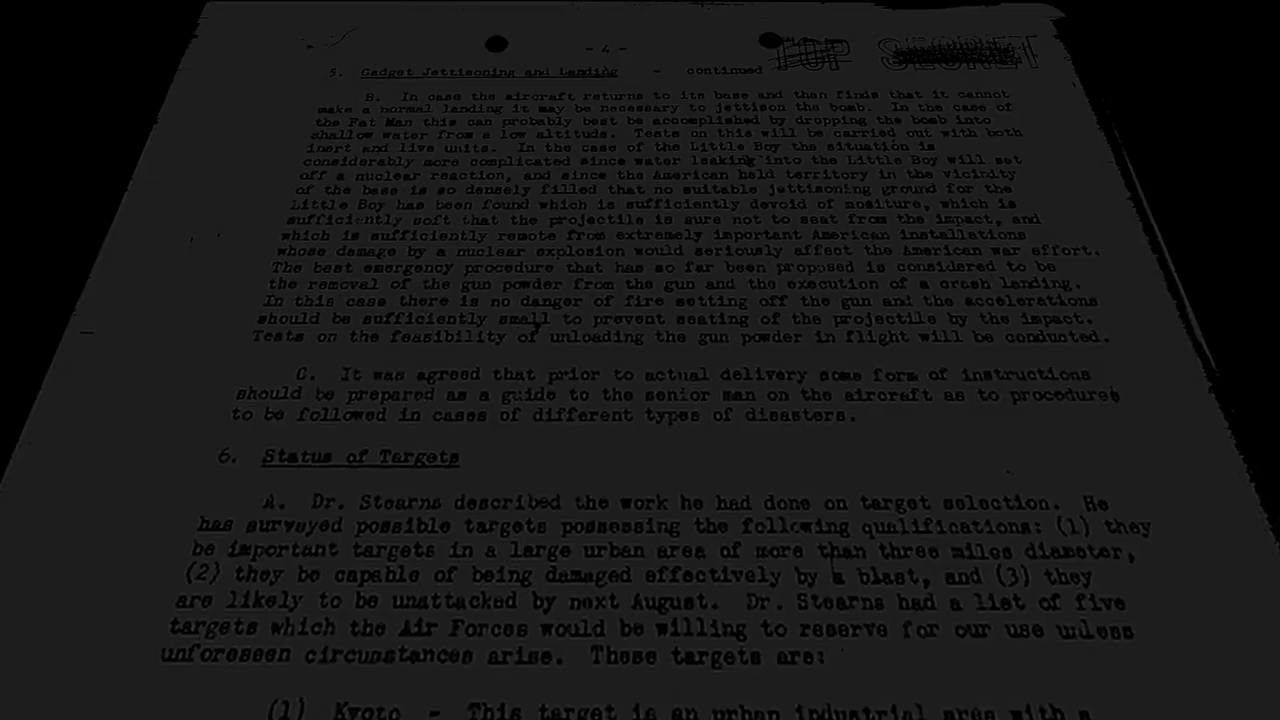 - 4 -
TOP SECRET
5. Gadget Jettisoning and Landing - continued
B. In case the aircraft returns to its base and then finds that it cannot
make a normal landing it may be necessary to jettison the bomb. In the case of
the Fat Man this can probably best be accomplished by dropping the bomb into
shallow water from a low altitude. Tests on this will be carried out with both
inert and live units. In the case of the Little Boy the situation is
considerably more complicated since water leaking into the Little Boy will set
off a nuclear reaction, and since the American held territory in the vicinity
of the base is so densely filled that no suitable jettisoning ground for the
Little Boy has been found which is sufficiently devoid of mositure, which is
sufficiently soft that the projectile is sure not to seat from the impact, and
which is sufficiently remote from extremely important American installations
whose damage by a nuclear explosion would seriously affect the American war effort.
The best emergency procedure that has so far been proposed is considered to be
the removal of the gun powder from the gun and the execution of a crash landing.
In this case there is no danger of fire setting off the gun and the accelerations
should be sufficiently small to prevent seating of the projectile by the impact.
Tests on the feasibility of unloading the gun powder in flight will be conducted.
C. It was agreed that prior to actual delivery some form of instructions
should be prepared as a guide to the senior man on the aircraft as to procedures
to be followed in cases of different types of disasters.
6. Status of Targets
A. Dr. Stearns described the work he had done on target selection. He
has surveyed possible targets possessing the following qualifications: (1) they
be important targets in a large urban area of more than three miles diameter,
(2) they be capable of being damaged effectively by a blast, and (3) they
are likely to be unattacked by next August. Dr. Stearns had a list of five
targets which the Air Forces would be willing to reserve for our use unless
unforeseen circumstances arise. These targets are:
(1) Kyoto - This target is an urban industrial area with a